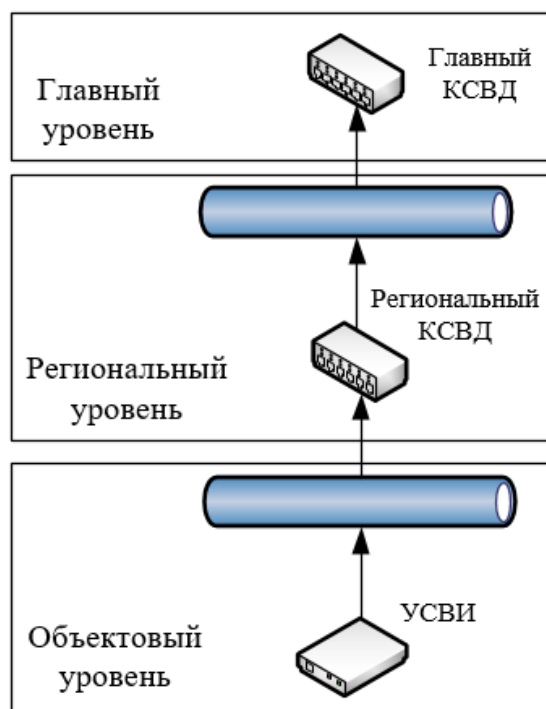 Главный
уровень
Главный
КСВД
Региональный
КСВД
Региональный
уровень
УСВИ
Объектовый
уровень